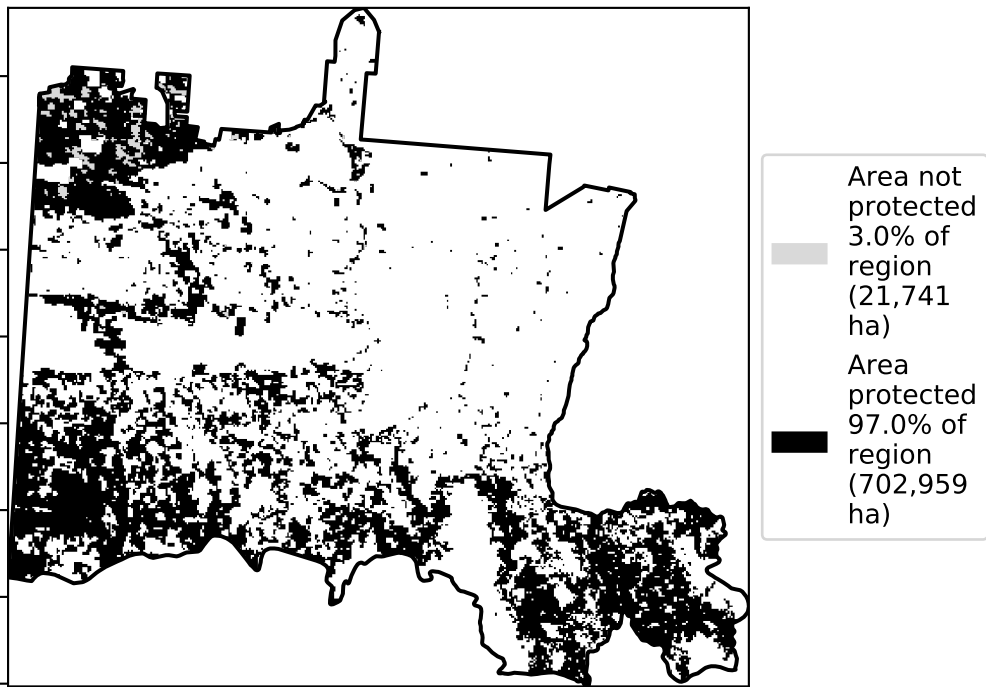 Area not
protected
3.0% of
region
(21,741
ha)
Area
protected
97.0% of
region
(702,959
ha)